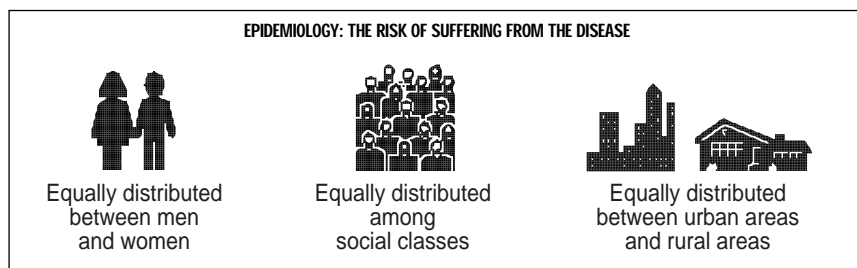 EPIDEMIOLOGY: THE RISK OF SUFFERING FROM THE DISEASE
Equally distributed
between men
and women
Equally distributed
among
social classes
Equally distributed
between urban areas
and rural areas